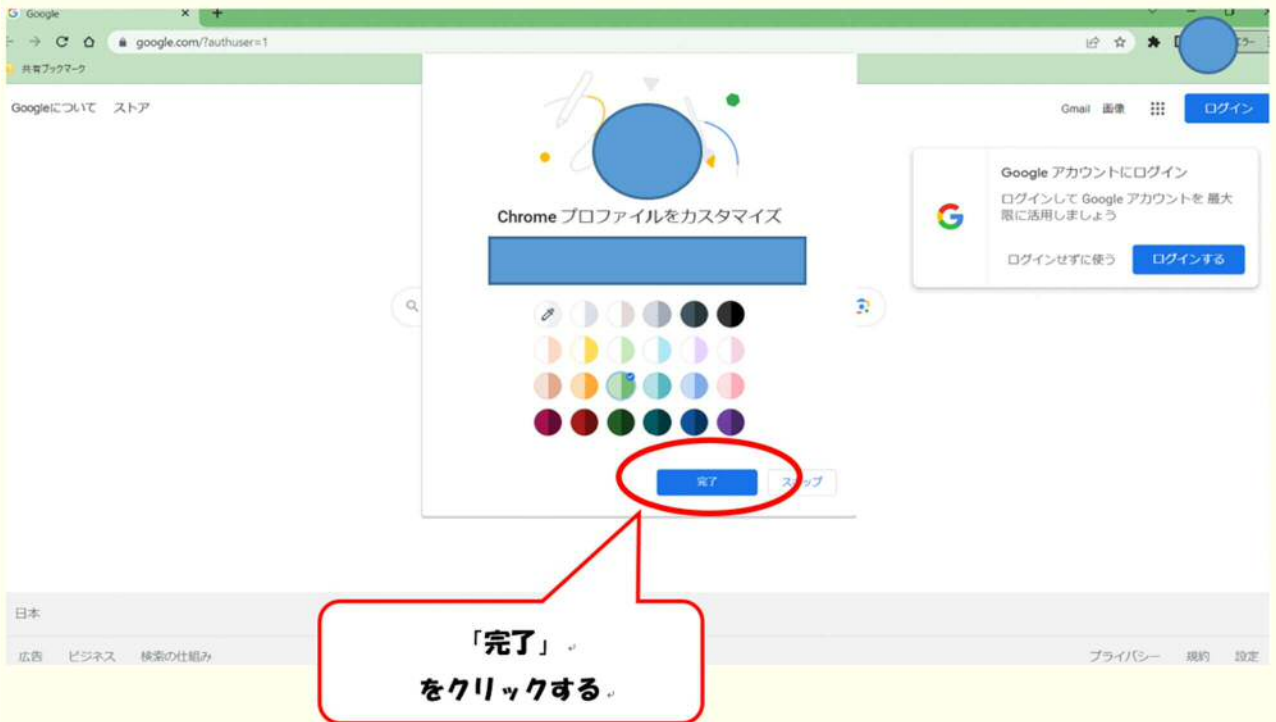 Google
google.com/?authuser=1
共有ブックマーク
Googleについて ストア
Gmail 画像
ログイン
Google アカウントにログイン
ログインして Google アカウントを 最大
限に活用しましょう
ログインせずに使う ログインする
Chrome プロファイルをカスタマイズ
完了
「完了」
をクリックする
日本
広告 ビジネス 検索の仕組み
プライバシー 規約 設定